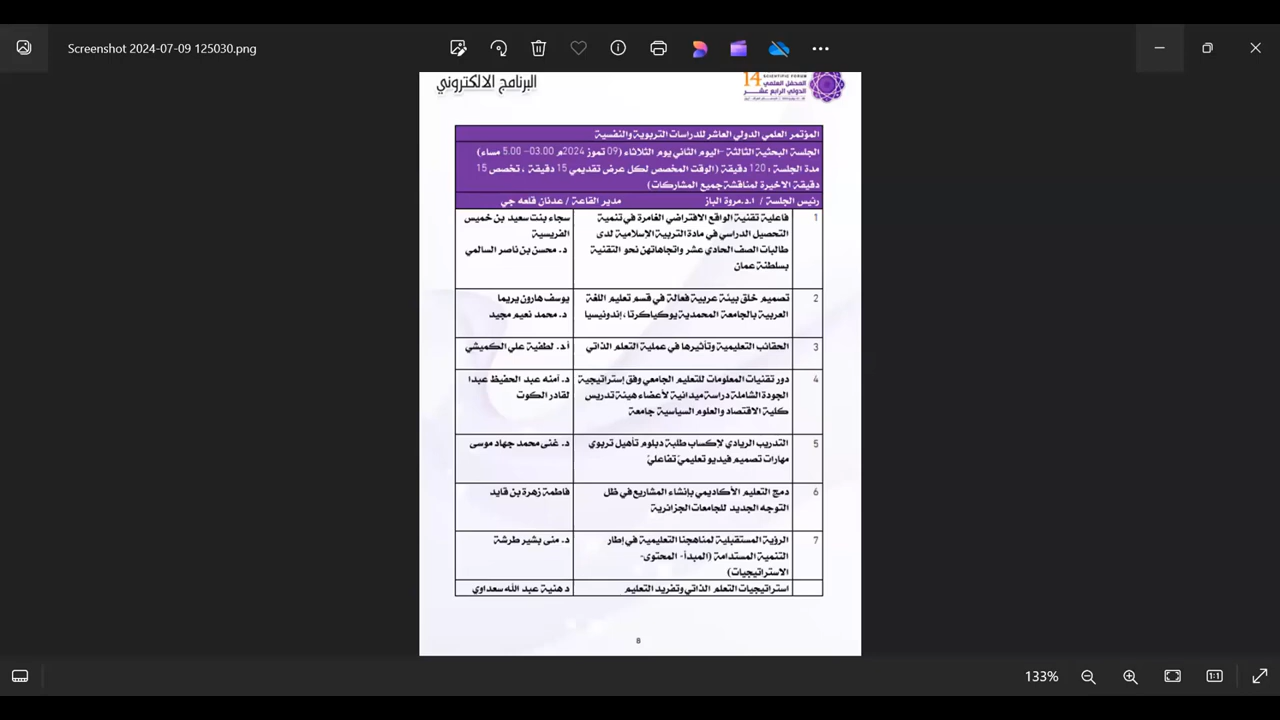 Screenshot 2024-07-09 125030.png
البرنامج الالكتروني
14 SCIENTIFIC FORUM
المحفل العلمي
الدولي الرابع عشر
المؤتمر العلمي الدولي العاشر للدراسات التربوية والنفسية
الجلسة البحثية الثالثة -اليوم الثاني يوم الثلاثاء (09 تموز 2024م 03.00– 5.00 مساء)
مدة الجلسة : 120 دقيقة (الوقت المخصص لكل عرض تقديمي 15 دقيقة ، تخصص 15
دقيقة الاخيرة لمناقشة جميع المشاركات)
رئيس الجلسة / ا.د.مروة الباز مدير القاعة / عدنان قلعه جي
1 فاعلية تقنية الواقع الافتراضي الغامرة في تنمية سجاء بنت سعيد بن خميس
التحصيل الدراسي في مادة التربية الإسلامية لدى الفريسية
طالبات الصف الحادي عشر واتجاهاتهن نحو التقنية د. محسن بن ناصر السالمي
بسلطنة عمان
2 تصميم خلق بيئة عربية فعالة في قسم تعليم اللغة يوسف هارون يريما
العربية بالجامعة المحمدية يوكياكرتا، إندونيسيا د. محمد نعيم مجيد
3 الحقائب التعليمية وتأثيرها في عملية التعلم الذاتي أ.د. لطفية علي الكميشي
4 دور تقنيات المعلومات للتعليم الجامعي وفق إستراتيجية د. أمنه عبد الحفيظ عبدا
الجودة الشاملة دراسة ميدانية لأعضاء هيئة تدريس لقادر الكوت
كلية الاقتصاد والعلوم السياسية جامعة
5 التدريب الريادي لإكساب طلبة دبلوم تأهيل تربوي د. غنى محمد جهاد موسى
مهارات تصميم فيديو تعليميّ تفاعليّ
6 دمج التعليم الأكاديمي بإنشاء المشاريع في ظل فاطمة زهرة بن قايد
التوجه الجديد للجامعات الجزائرية
7 الرؤية المستقبلية لمناهجنا التعليمية في إطار د. منى بشير طرشة
التنمية المستدامة (المبدأ- المحتوى-
الاستراتيجيات)
استراتيجيات التعلم الذاتي وتفريد التعليم د هنية عبد الله سعداوي
8
133%